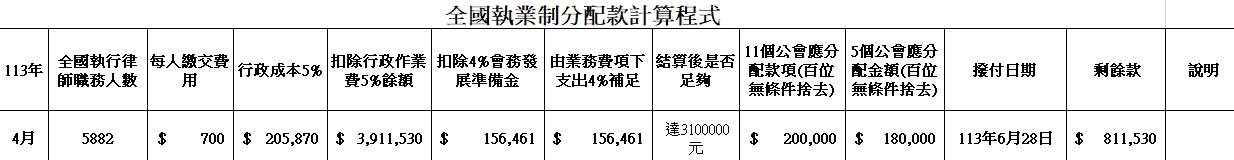 全國執業制分配款計算程式
113年
全國執行律
師職務人數
每人繳交費
用
行政成本5%
扣除行政作業
費5%餘額
扣除4%會務發
展準備金
由業務費項下
支出4%補足
結算後是否
足夠
11個公會應分
配款項(百位
無條件捨去)
5個公會應分
配金額(百位
無條件捨去)
撥付日期
剩餘款
說明
4月
5882
$ 700
$ 205,870
$ 3,911,530
$ 156,461
$ 156,461
達3100000
元
$ 200,000
$ 180,000
113年6月28日
$ 811,530